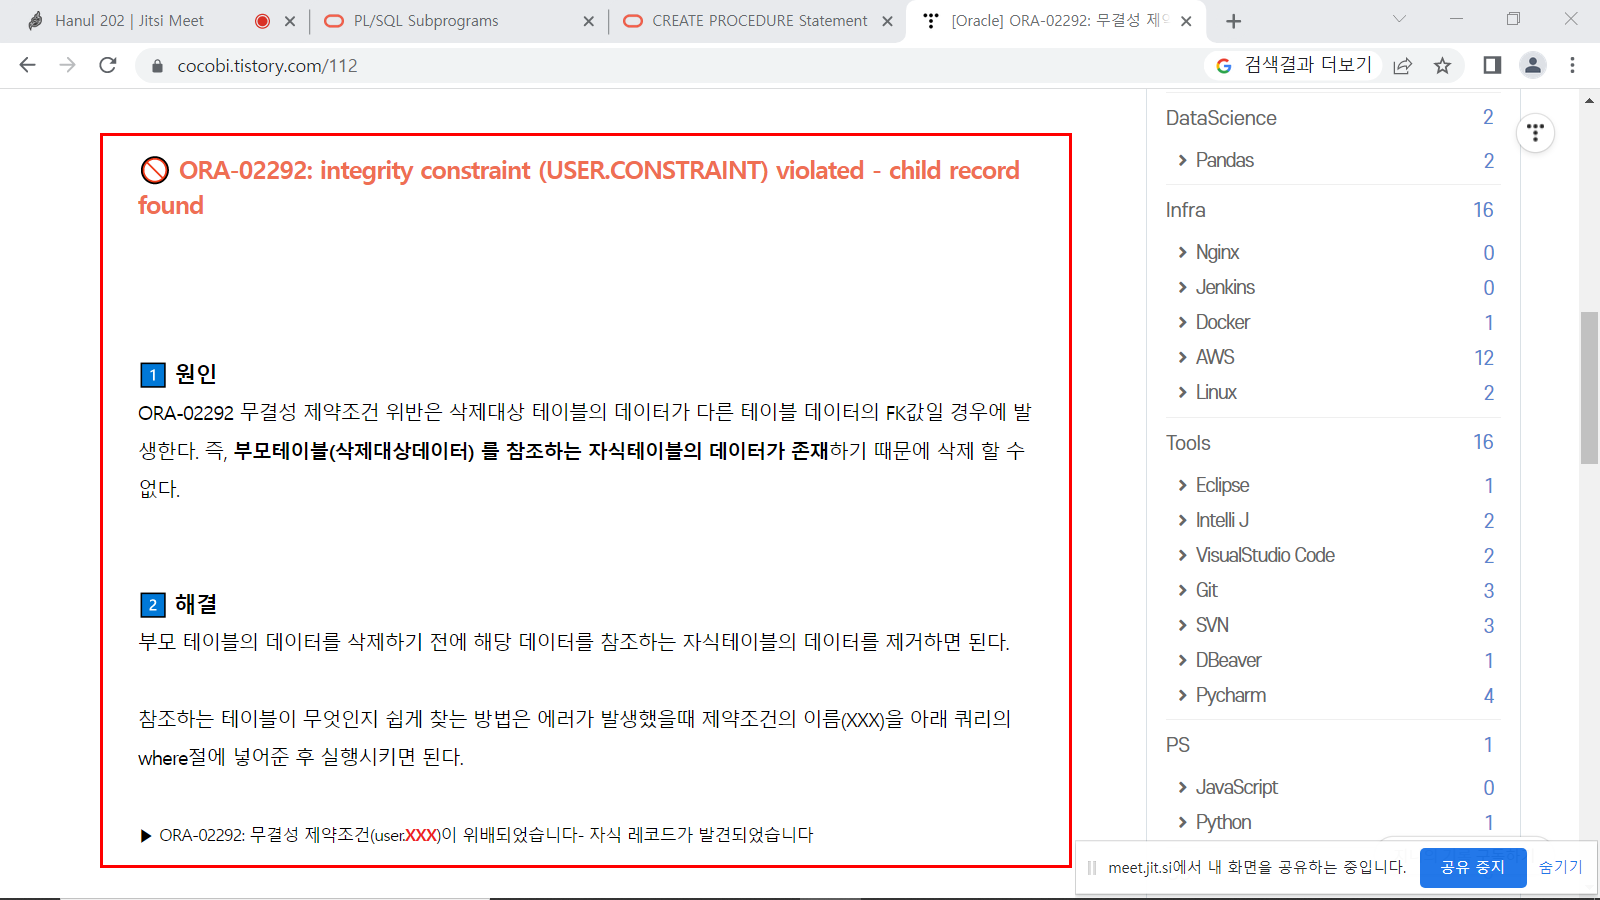 Hanul 202 | Jitsi Meet
PL/SQL Subprograms
CREATE PROCEDURE Statement
[Oracle] ORA-02292: 무결성 제약
cocobi.tistory.com/112
검색결과 더보기
ORA-02292: integrity constraint (USER.CONSTRAINT) violated - child record
found
1 원인
ORA-02292 무결성 제약조건 위반은 삭제대상 테이블의 데이터가 다른 테이블 데이터의 FK값일 경우에 발
생한다. 즉, 부모테이블(삭제대상데이터) 를 참조하는 자식테이블의 데이터가 존재하기 때문에 삭제 할 수
없다.
2 해결
부모 테이블의 데이터를 삭제하기 전에 해당 데이터를 참조하는 자식테이블의 데이터를 제거하면 된다.
참조하는 테이블이 무엇인지 쉽게 찾는 방법은 에러가 발생했을때 제약조건의 이름(XXX)을 아래 쿼리의
where절에 넣어준 후 실행시키면 된다.
▶ ORA-02292: 무결성 제약조건(user.XXX)이 위배되었습니다- 자식 레코드가 발견되었습니다
DataScience 2
Pandas 2
Infra 16
Nginx 0
Jenkins 0
Docker 1
AWS 12
Linux 2
Tools 16
Eclipse 1
Intelli J 2
VisualStudio Code 2
Git 3
SVN 3
DBeaver 1
Pycharm 4
PS 1
JavaScript 0
Python 1
meet.jit.si에서 내 화면을 공유하는 중입니다. 공유 중지 숨기기